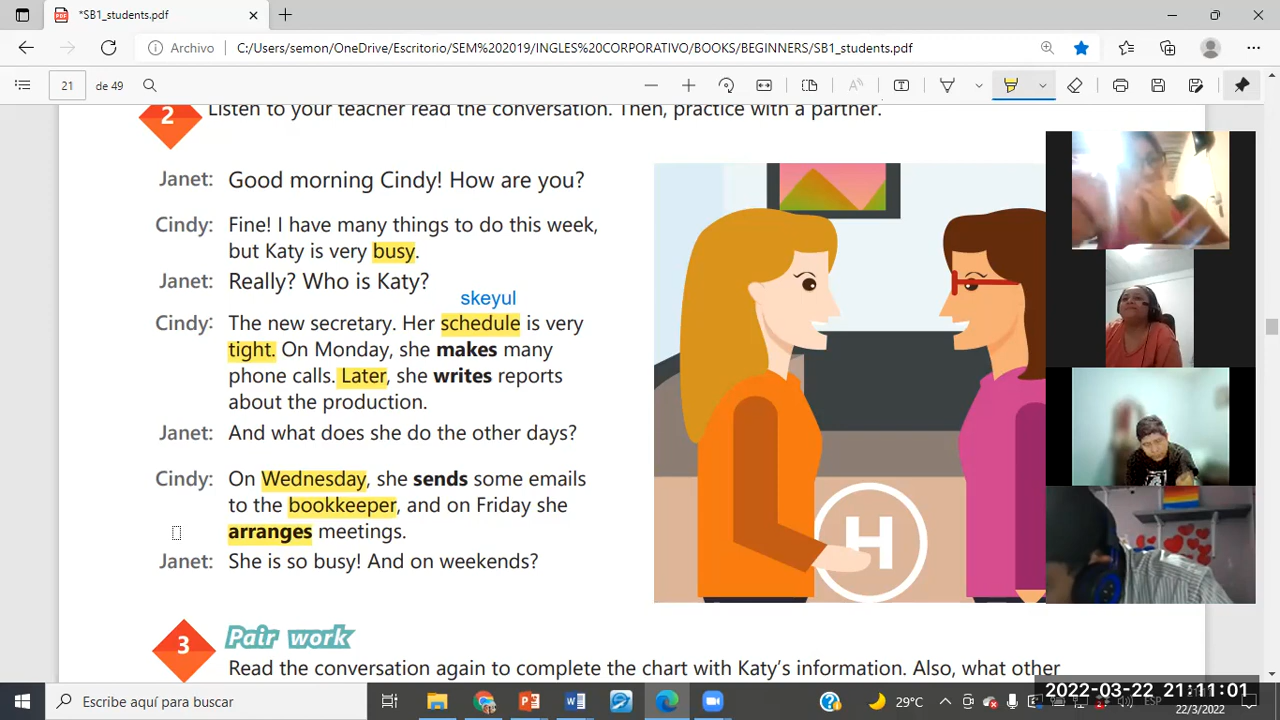 *SB1_students.pdf
Archivo
C:/Users/semon/OneDrive/Escritorio/SEM%202019/INGLES%20CORPORATIVO/BOOKS/BEGINNERS/SB1_students.pdf
21 de 49
2 Listen to your teacher read the conversation. Then, practice with a partner.
Janet: Good morning Cindy! How are you?
Cindy: Fine! I have many things to do this week,
but Katy is very busy.
Janet: Really? Who is Katy?
skeyul
Cindy: The new secretary. Her schedule is very
tight. On Monday, she makes many
phone calls. Later, she writes reports
about the production.
Janet: And what does she do the other days?
Cindy: On Wednesday, she sends some emails
to the bookkeeper, and on Friday she
arranges meetings.
Janet: She is so busy! And on weekends?
H
3 Pair work
Read the conversation again to complete the chart with Katy's information. Also, what other
Escribe aquí para buscar
29°C
ESP
2022-03-22 21:11:01
22/3/2022